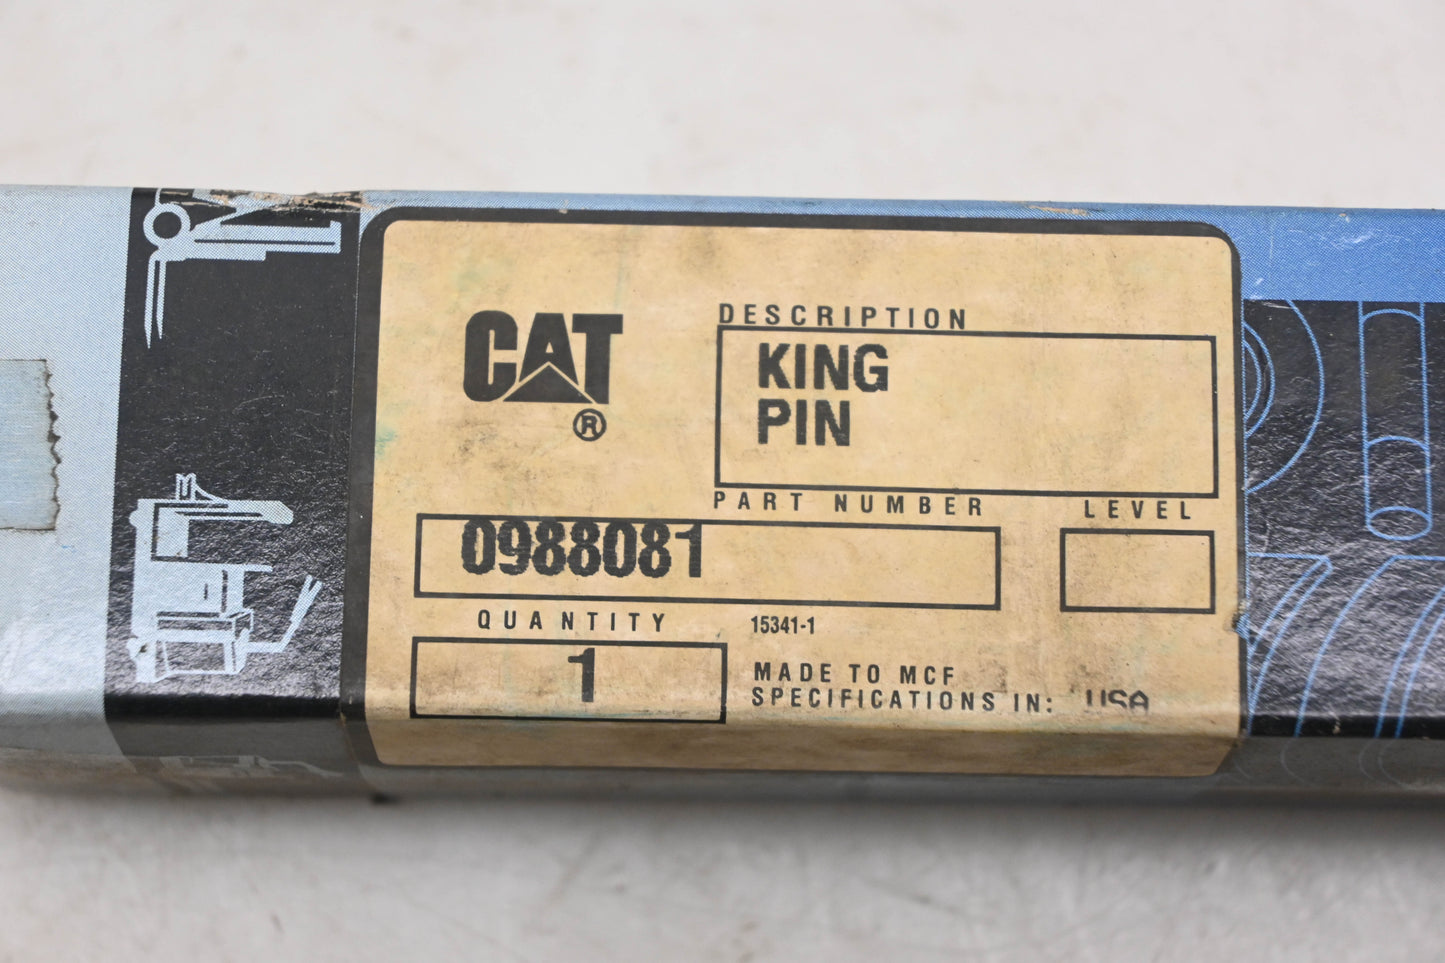 CAT
®
DESCRIPTION
KING
PIN
PART NUMBER
LEVEL
0988081
QUANTITY
15341-1
1
MADE TO MCF
SPECIFICATIONS IN: USA